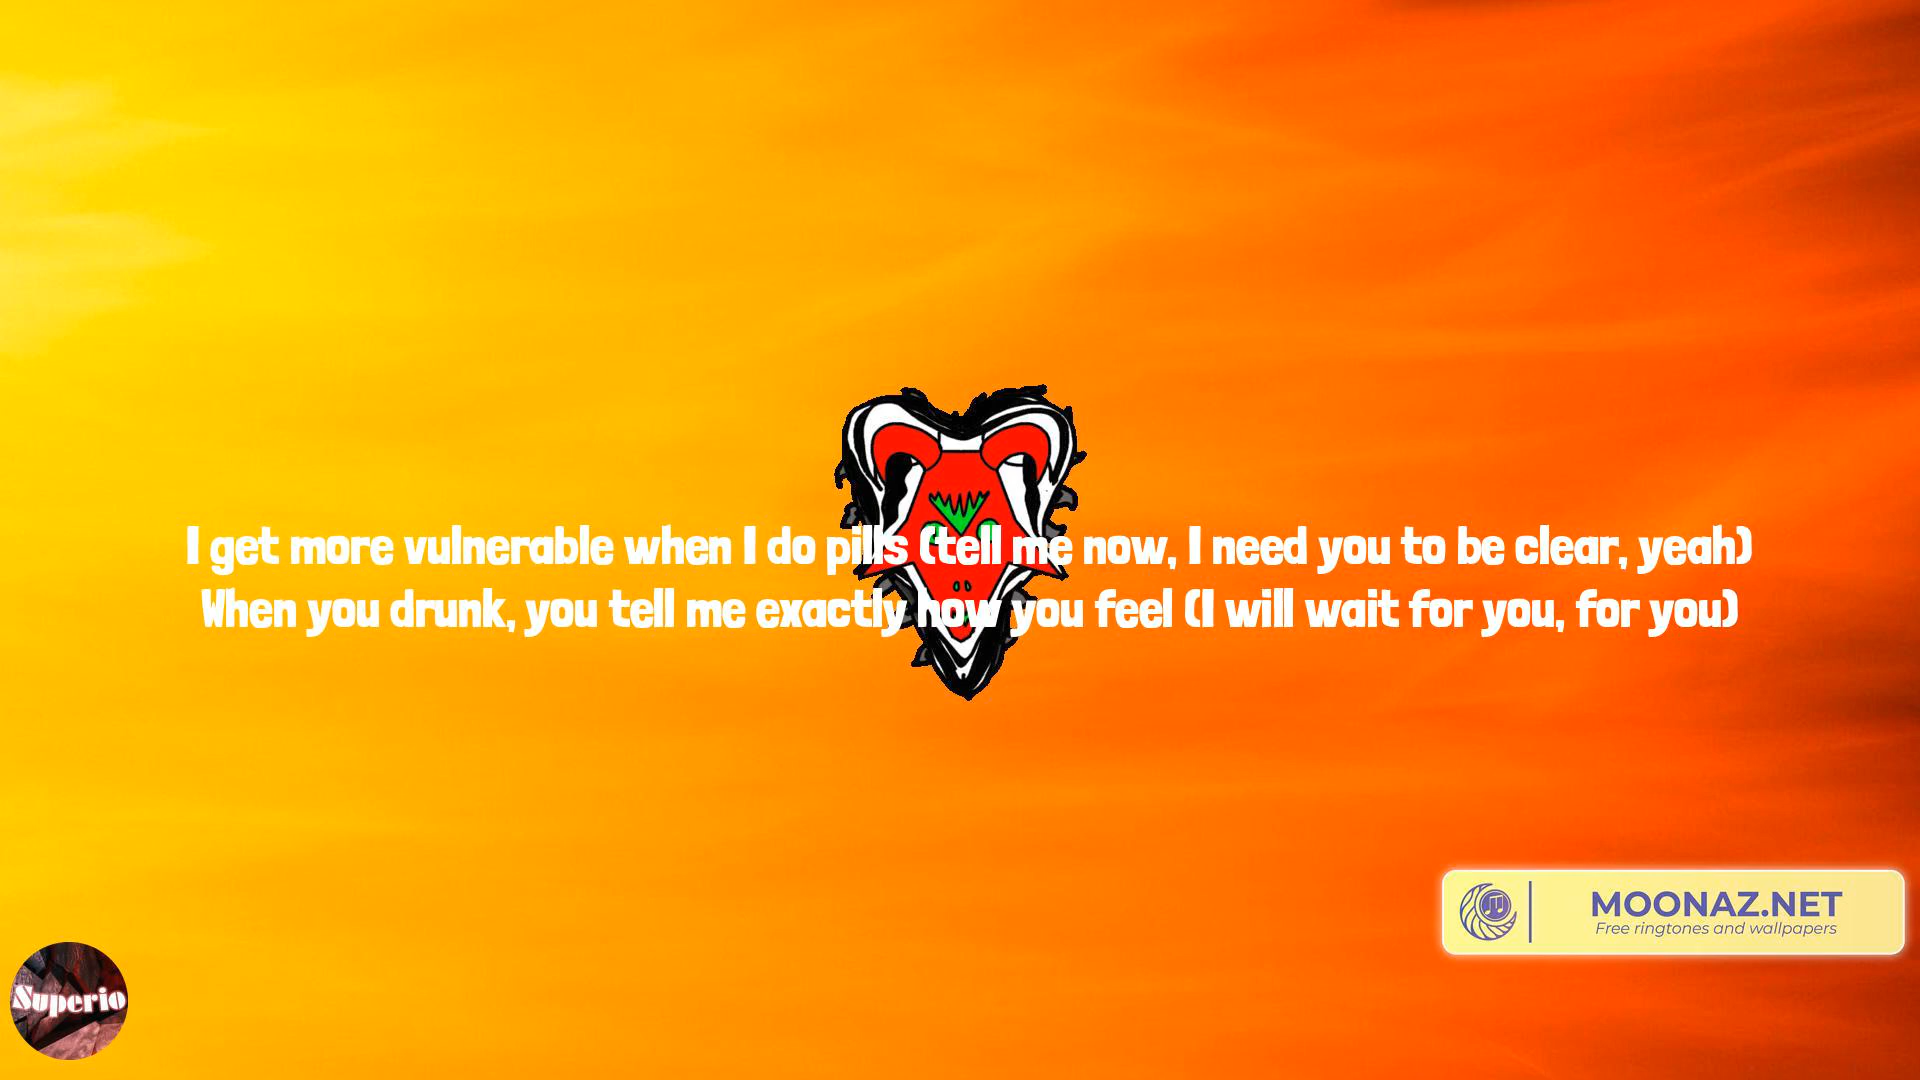 I get more vulnerable when I do pills (tell me now, I need you to be clear, yeah)
When you drunk, you tell me exactly how you feel (I will wait for you, for you)
MOONAZ.NET
Free ringtones and wallpapers
Superio